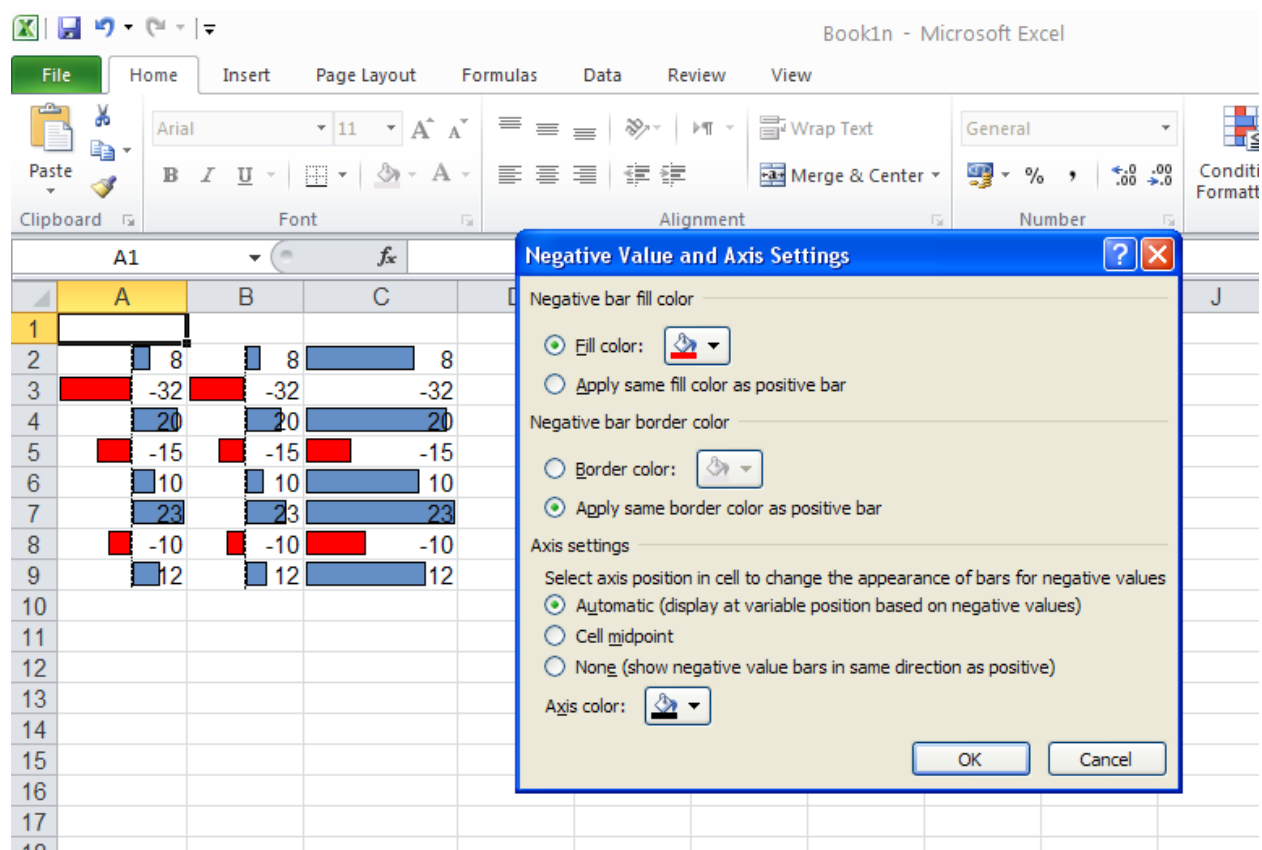 Book1n - Microsoft Excel
File Home Insert Page Layout Formulas Data Review View
Arial 11 A A Wrap Text General
Paste B I U A Merge & Center % , .0 .00 .00 .0
Clipboard Font Alignment Number
A1 fx
A B C J
1
2 8 8 8
3 -32 -32 -32
4 20 20 20
5 -15 -15 -15
6 10 10 10
7 23 23 23
8 -10 -10 -10
9 12 12 12
10
11
12
13
14
15
16
17
Negative Value and Axis Settings ?
Negative bar fill color
Fill color:
Apply same fill color as positive bar
Negative bar border color
Border color:
Apply same border color as positive bar
Axis settings
Select axis position in cell to change the appearance of bars for negative values
Automatic (display at variable position based on negative values)
Cell midpoint
None (show negative value bars in same direction as positive)
Axis color:
OK Cancel